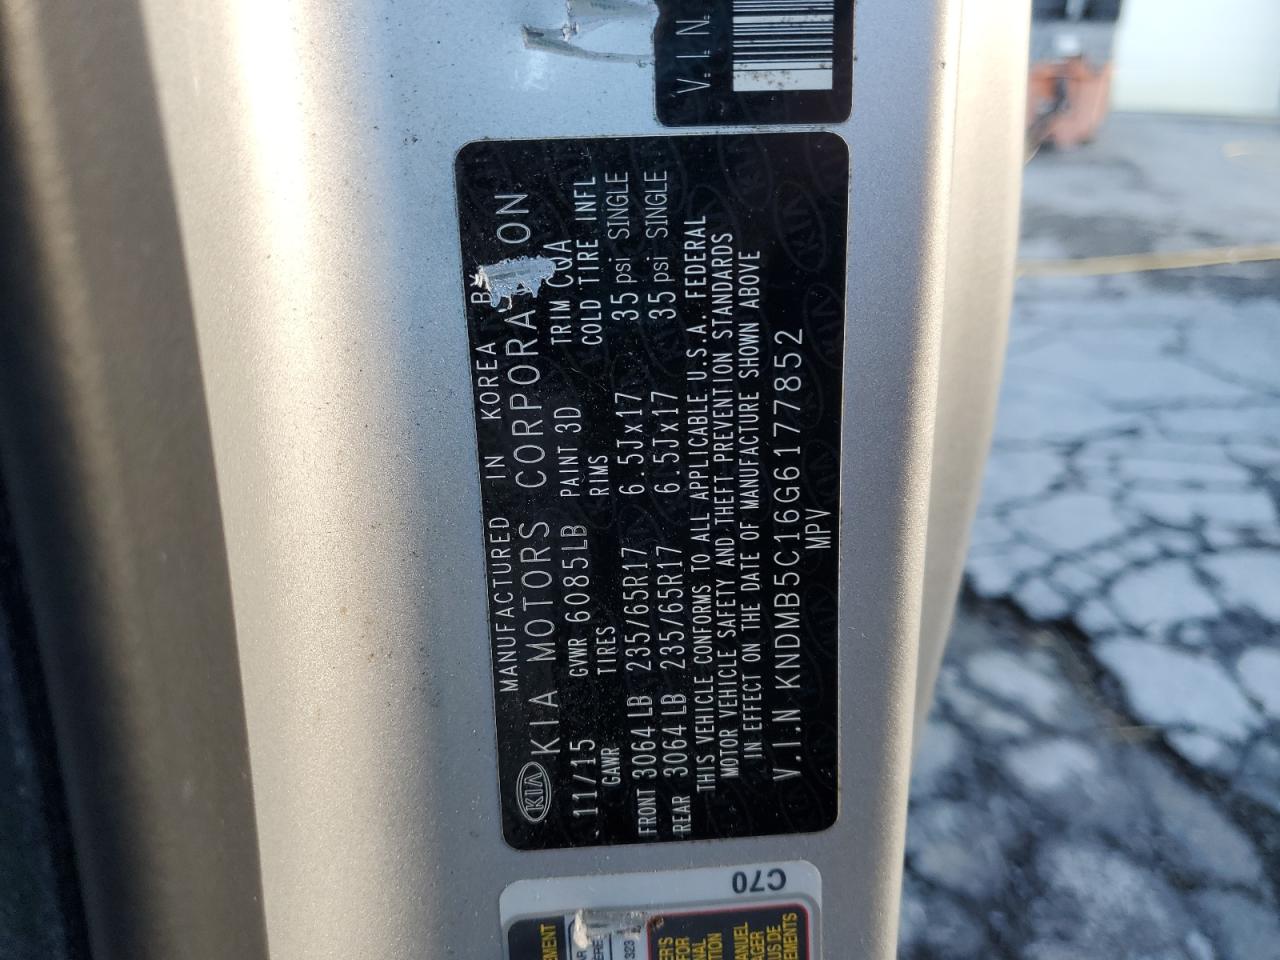 V.I.N.
MANUFACTURED IN KOREA
KIA KIA MOTORS
11/15 GVWR 6085LB PAINT 3D TRIM CQA
GAWR TIRES RIMS COLD TIRE INFL
FRONT 3064LB 235/65R17 6.5Jx17 35psi SINGLE
REAR 3064LB 235/65R17 6.5Jx17 35psi SINGLE
THIS VEHICLE CONFORMS TO ALL APPLICABLE U.S.A. FEDERAL
MOTOR VEHICLE SAFETY AND THEFT PREVENTION STANDARDS
IN EFFECT ON THE DATE OF MANUFACTURE SHOWN ABOVE
V.I.N KNDMB5C16G6177852
MPV
C70